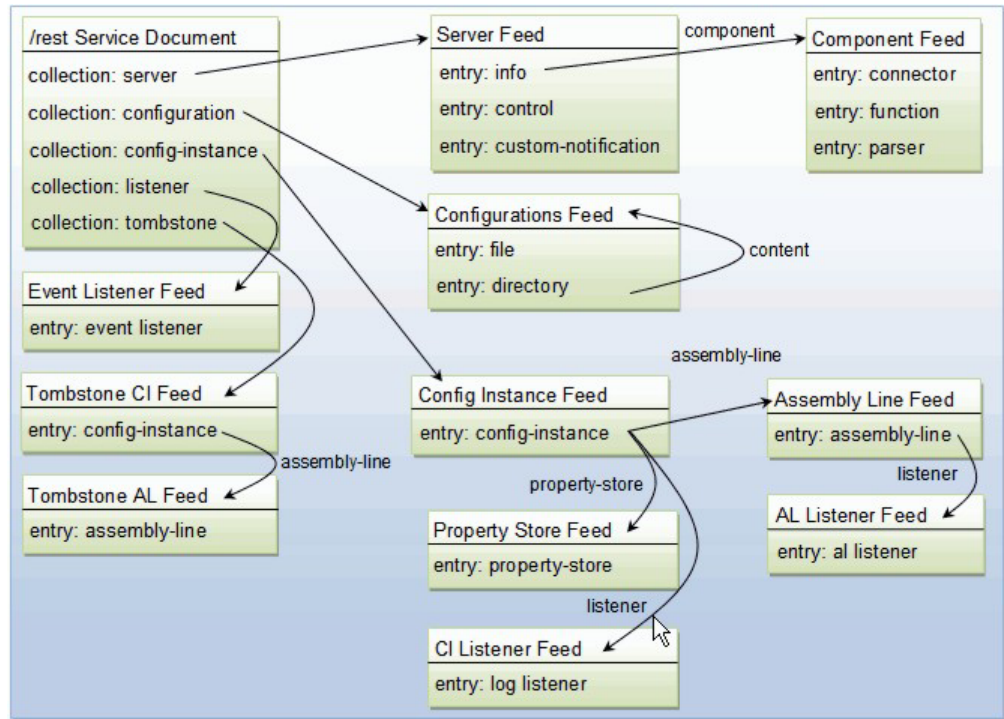 /rest Service Document
collection: server
collection: configuration
collection: config-instance
collection: listener
collection: tombstone
Server Feed
entry: info
entry: control
entry: custom-notification
component
Component Feed
entry: connector
entry: function
entry: parser
Configurations Feed
entry: file
entry: directory
content
Event Listener Feed
entry: event listener
Tombstone CI Feed
entry: config-instance
assembly-line
Tombstone AL Feed
entry: assembly-line
Config Instance Feed
entry: config-instance
assembly-line
Assembly Line Feed
entry: assembly-line
listener
AL Listener Feed
entry: al listener
property-store
Property Store Feed
entry: property-store
listener
CI Listener Feed
entry: log listener